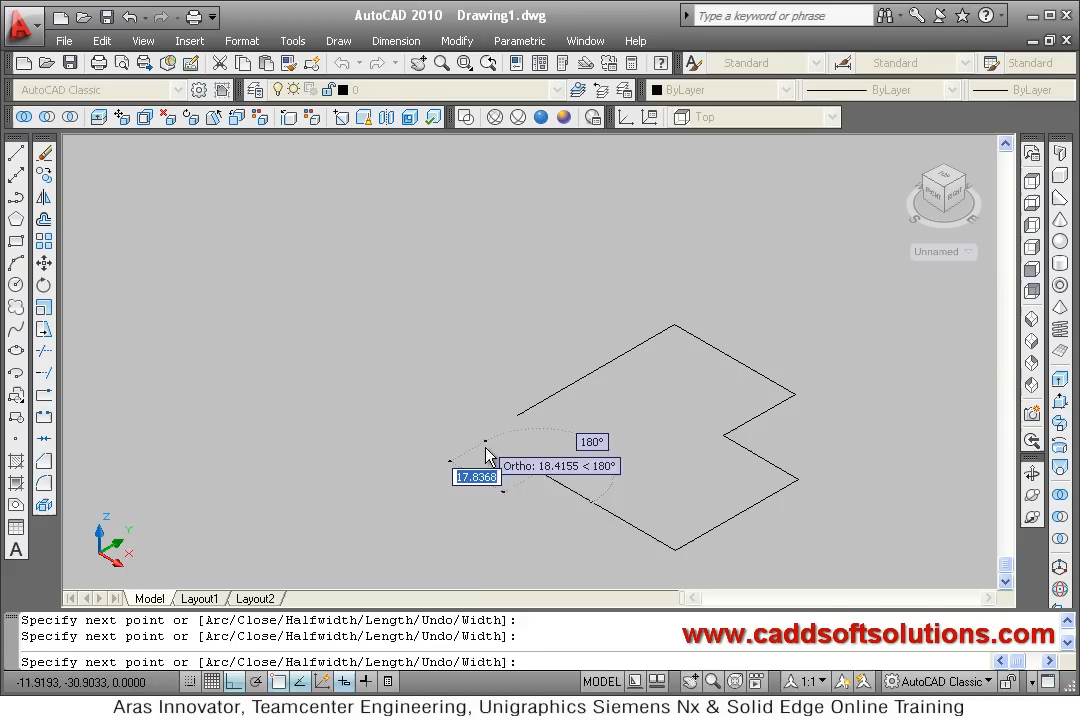 AutoCAD 2010 Drawing1.dwg
Type a keyword or phrase
File Edit View Insert Format Tools Draw Dimension Modify Parametric Window Help
Standard Standard Standard
AutoCAD Classic 0 ByLayer ByLayer ByLayer
Top
TOP
FRONT RIGHT
S E
Unnamed
180°
Ortho: 18.4155 < 180°
17.8368
Z
Y
X
A
Model Layout1 Layout2
Specify next point or [Arc/Close/Halfwidth/Length/Undo/Width]:
Specify next point or [Arc/Close/Halfwidth/Length/Undo/Width]:
www.caddsoftsolutions.com
Specify next point or [Arc/Close/Halfwidth/Length/Undo/Width]:
-11.9193, -30.9033, 0.0000 MODEL 1:1 AutoCAD Classic
Aras Innovator, Teamcenter Engineering, Unigraphics Siemens Nx & Solid Edge Online Training